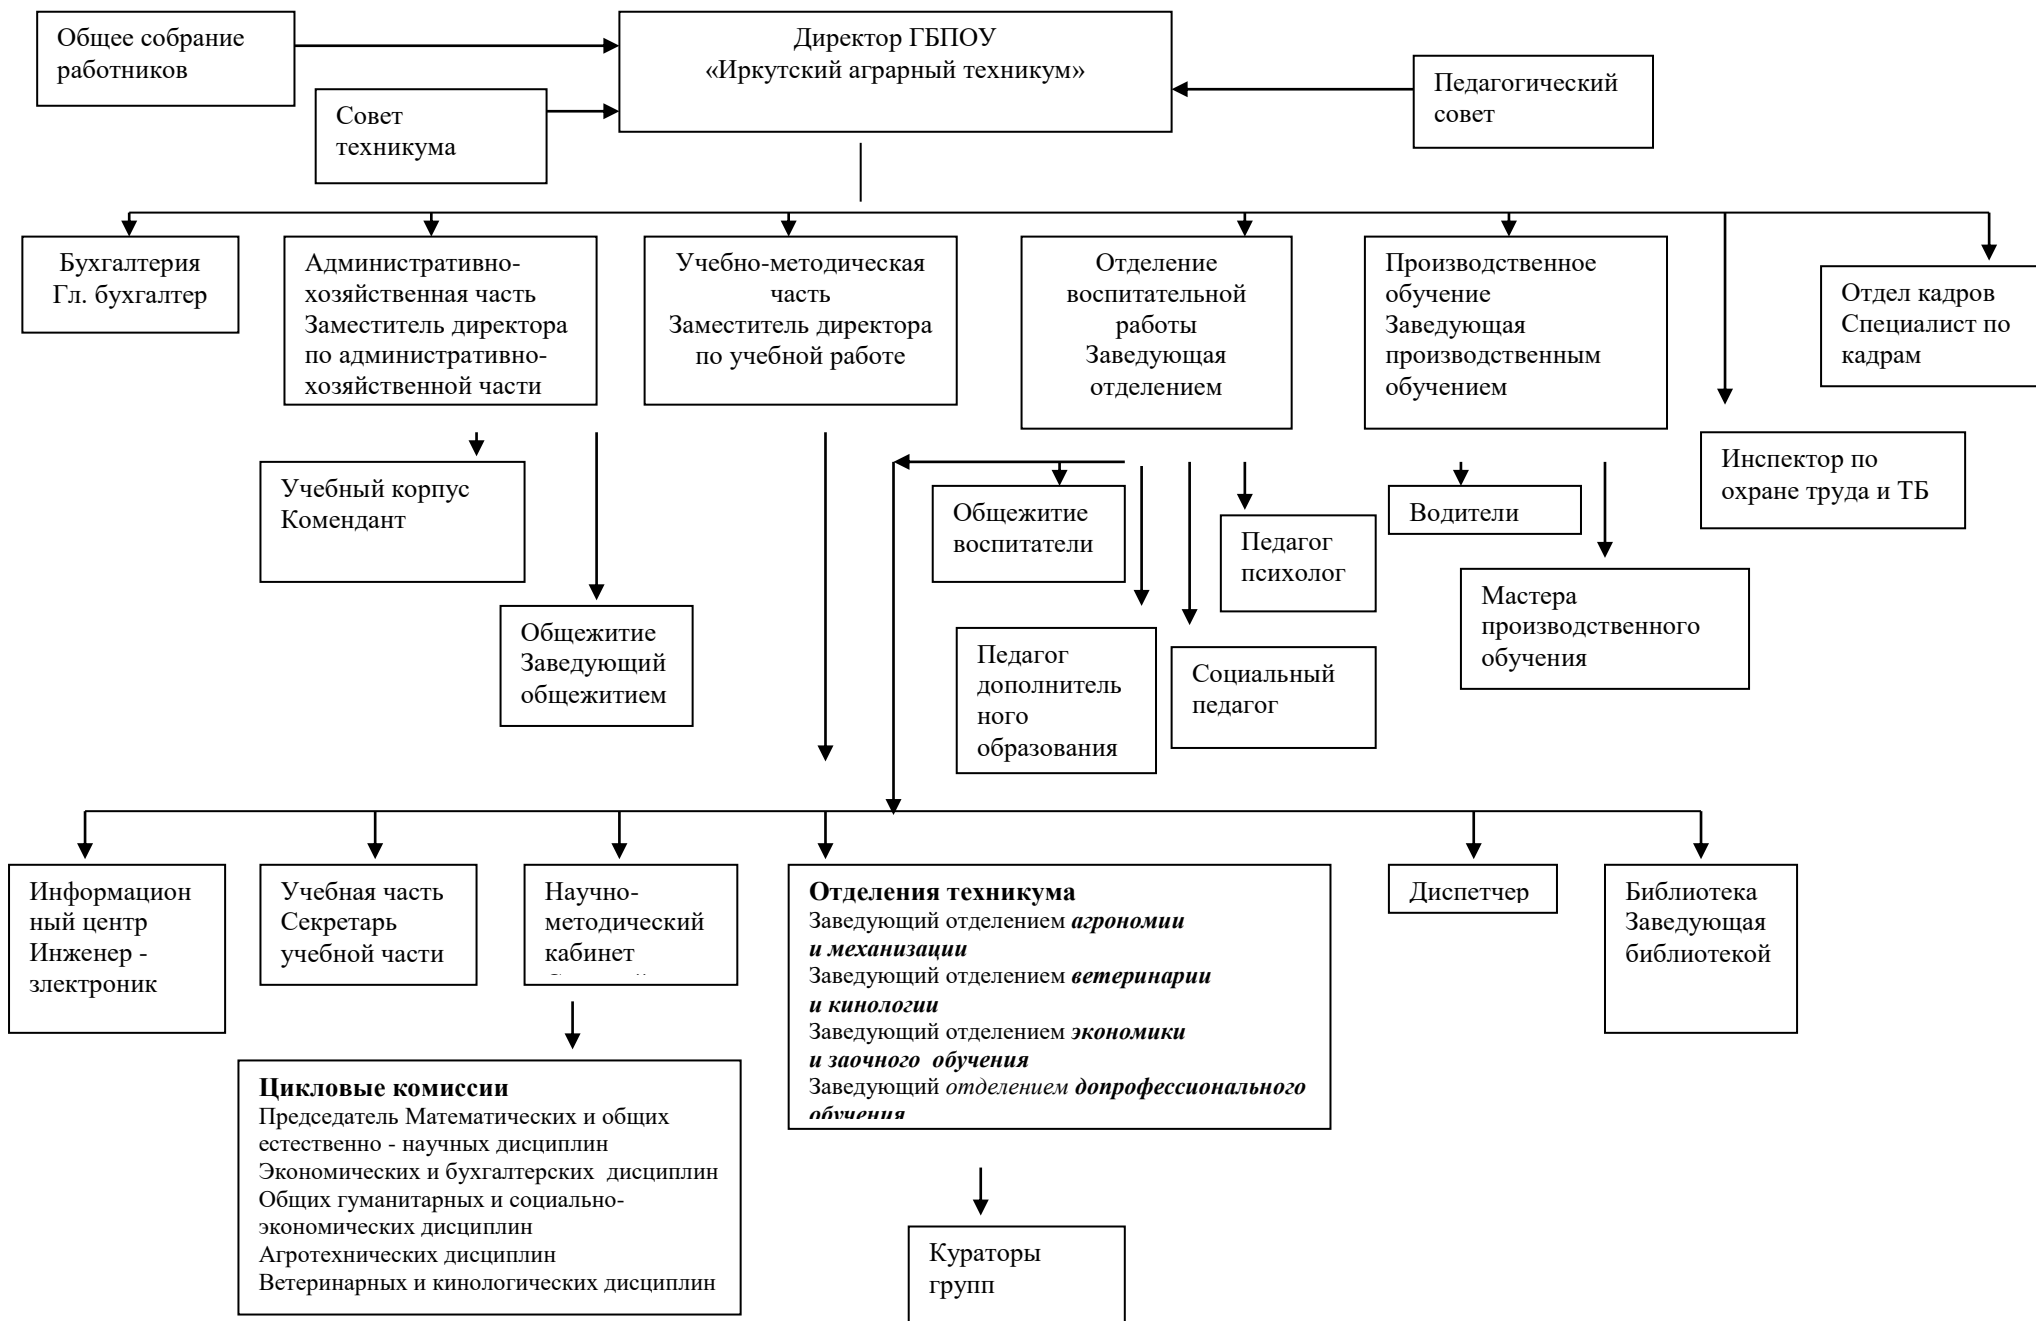 Общее собрание
работников
Директор ГБПОУ
«Иркутский аграрный техникум»
Педагогический
совет
Совет
техникума
Бухгалтерия
Гл. бухгалтер
Административно-
хозяйственная часть
Заместитель директора
по административно-
хозяйственной части
Учебно-методическая
часть
Заместитель директора
по учебной работе
Отделение
воспитательной
работы
Заведующая
отделением
Производственное
обучение
Заведующая
производственным
обучением
Отдел кадров
Специалист по
кадрам
Инспектор по
охране труда и ТБ
Учебный корпус
Комендант
Общежитие
воспитатели
Педагог
психолог
Водители
Общежитие
Заведующий
общежитием
Педагог
дополнитель
ного
образования
Социальный
педагог
Мастера
производственного
обучения
Информацион
ный центр
Инженер -
злектроник
Учебная часть
Секретарь
учебной части
Научно-
методический
кабинет
Отделения техникума
Заведующий отделением агрономии
и механизации
Заведующий отделением ветеринарии
и кинологии
Заведующий отделением экономики
и заочного обучения
Заведующий отделением допрофессионального
обучения
Диспетчер
Библиотека
Заведующая
библиотекой
Цикловые комиссии
Председатель Математических и общих
естественно - научных дисциплин
Экономических и бухгалтерских дисциплин
Общих гуманитарных и социально-
экономических дисциплин
Агротехнических дисциплин
Ветеринарных и кинологических дисциплин
Кураторы
групп